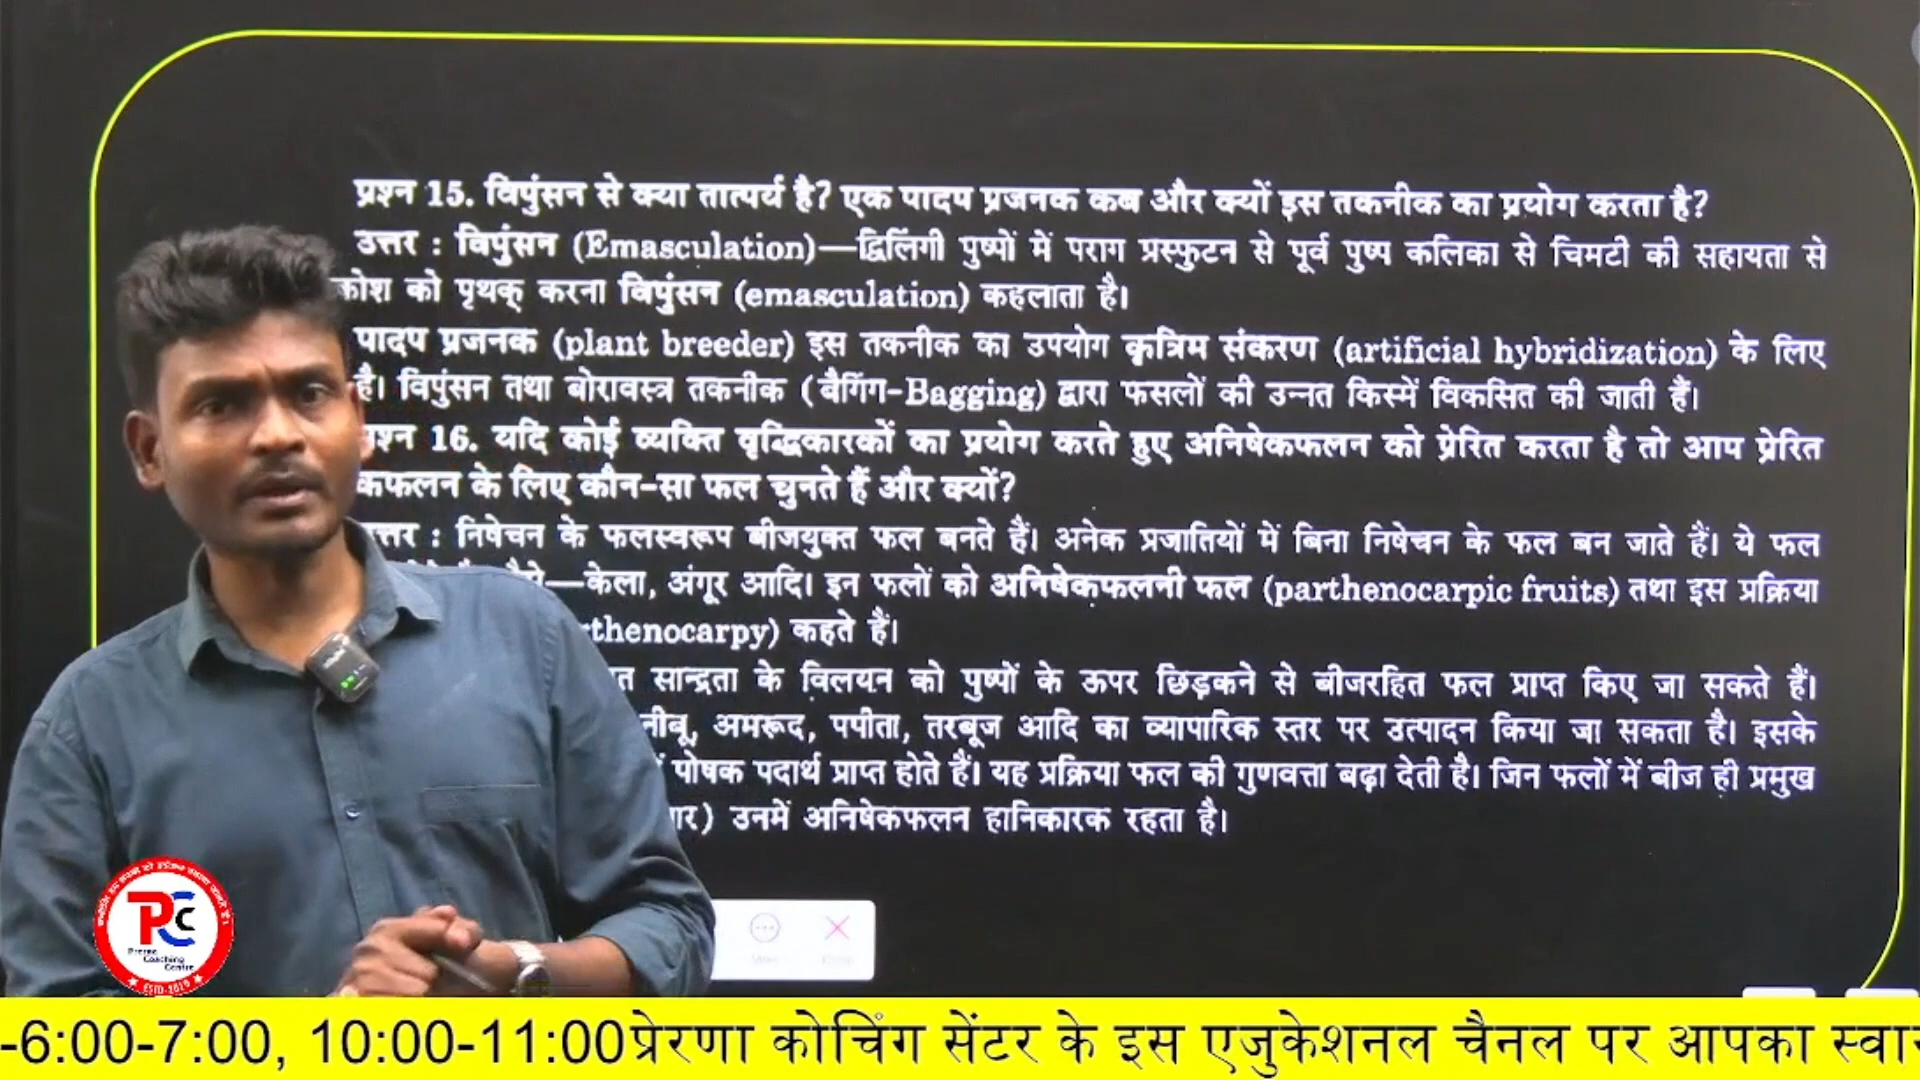 प्रश्न 15. विपुंसन से क्या तात्पर्य है? एक पादप प्रजनक कब और क्यों इस तकनीक का प्रयोग करता है?
उत्तर : विपुंसन (Emasculation)—द्विलिंगी पुष्पों में पराग प्रस्फुटन से पूर्व पुष्प कलिका से चिमटी की सहायता से
कोश को पृथक् करना विपुंसन (emasculation) कहलाता है।
पादप प्रजनक (plant breeder) इस तकनीक का उपयोग कृत्रिम संकरण (artificial hybridization) के लिए
है। विपुंसन तथा बोरावस्त्र तकनीक (बैगिंग-Bagging) द्वारा फसलों की उन्नत किस्में विकसित की जाती हैं।
16. यदि कोई व्यक्ति वृद्धिकारकों का प्रयोग करते हुए अनिषेकफलन को प्रेरित करता है तो आप प्रेरित
कफलन के लिए कौन-सा फल चुनते हैं और क्यों?
: निषेचन के फलस्वरूप बीजयुक्त फल बनते हैं। अनेक प्रजातियों में बिना निषेचन के फल बन जाते हैं। ये फल
—केला, अंगूर आदि। इन फलों को अनिषेकफलनी फल (parthenocarpic fruits) तथा इस प्रक्रिया
thenocarpy) कहते हैं।
त सान्द्रता के विलयन को पुष्पों के ऊपर छिड़कने से बीजरहित फल प्राप्त किए जा सकते हैं।
नीबू, अमरूद, पपीता, तरबूज आदि का व्यापारिक स्तर पर उत्पादन किया जा सकता है। इसके
पोषक पदार्थ प्राप्त होते हैं। यह प्रक्रिया फल की गुणवत्ता बढ़ा देती है। जिन फलों में बीज ही प्रमुख
ार) उनमें अनिषेकफलन हानिकारक रहता है।
PCC
Prerna
Coaching
Centre
ESTD-2019
-6:00-7:00, 10:00-11:00प्रेरणा कोचिंग सेंटर के इस एजुकेशनल चैनल पर आपका स्वा